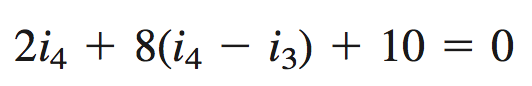 2i₄ + 8(i₄ − i₃) + 10 = 0